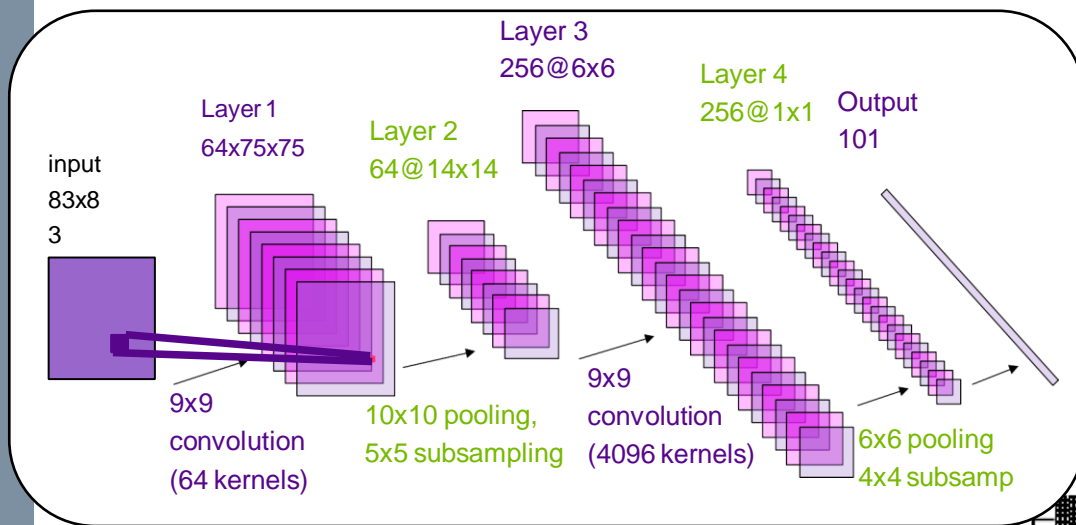 Layer 3
256@6x6
Layer 1
64x75x75
Layer 2
64@14x14
Layer 4
256@1x1
Output
101
input
83x8
3
9x9
convolution
(64 kernels)
10x10 pooling,
5x5 subsampling
9x9
convolution
(4096 kernels)
6x6 pooling
4x4 subsamp